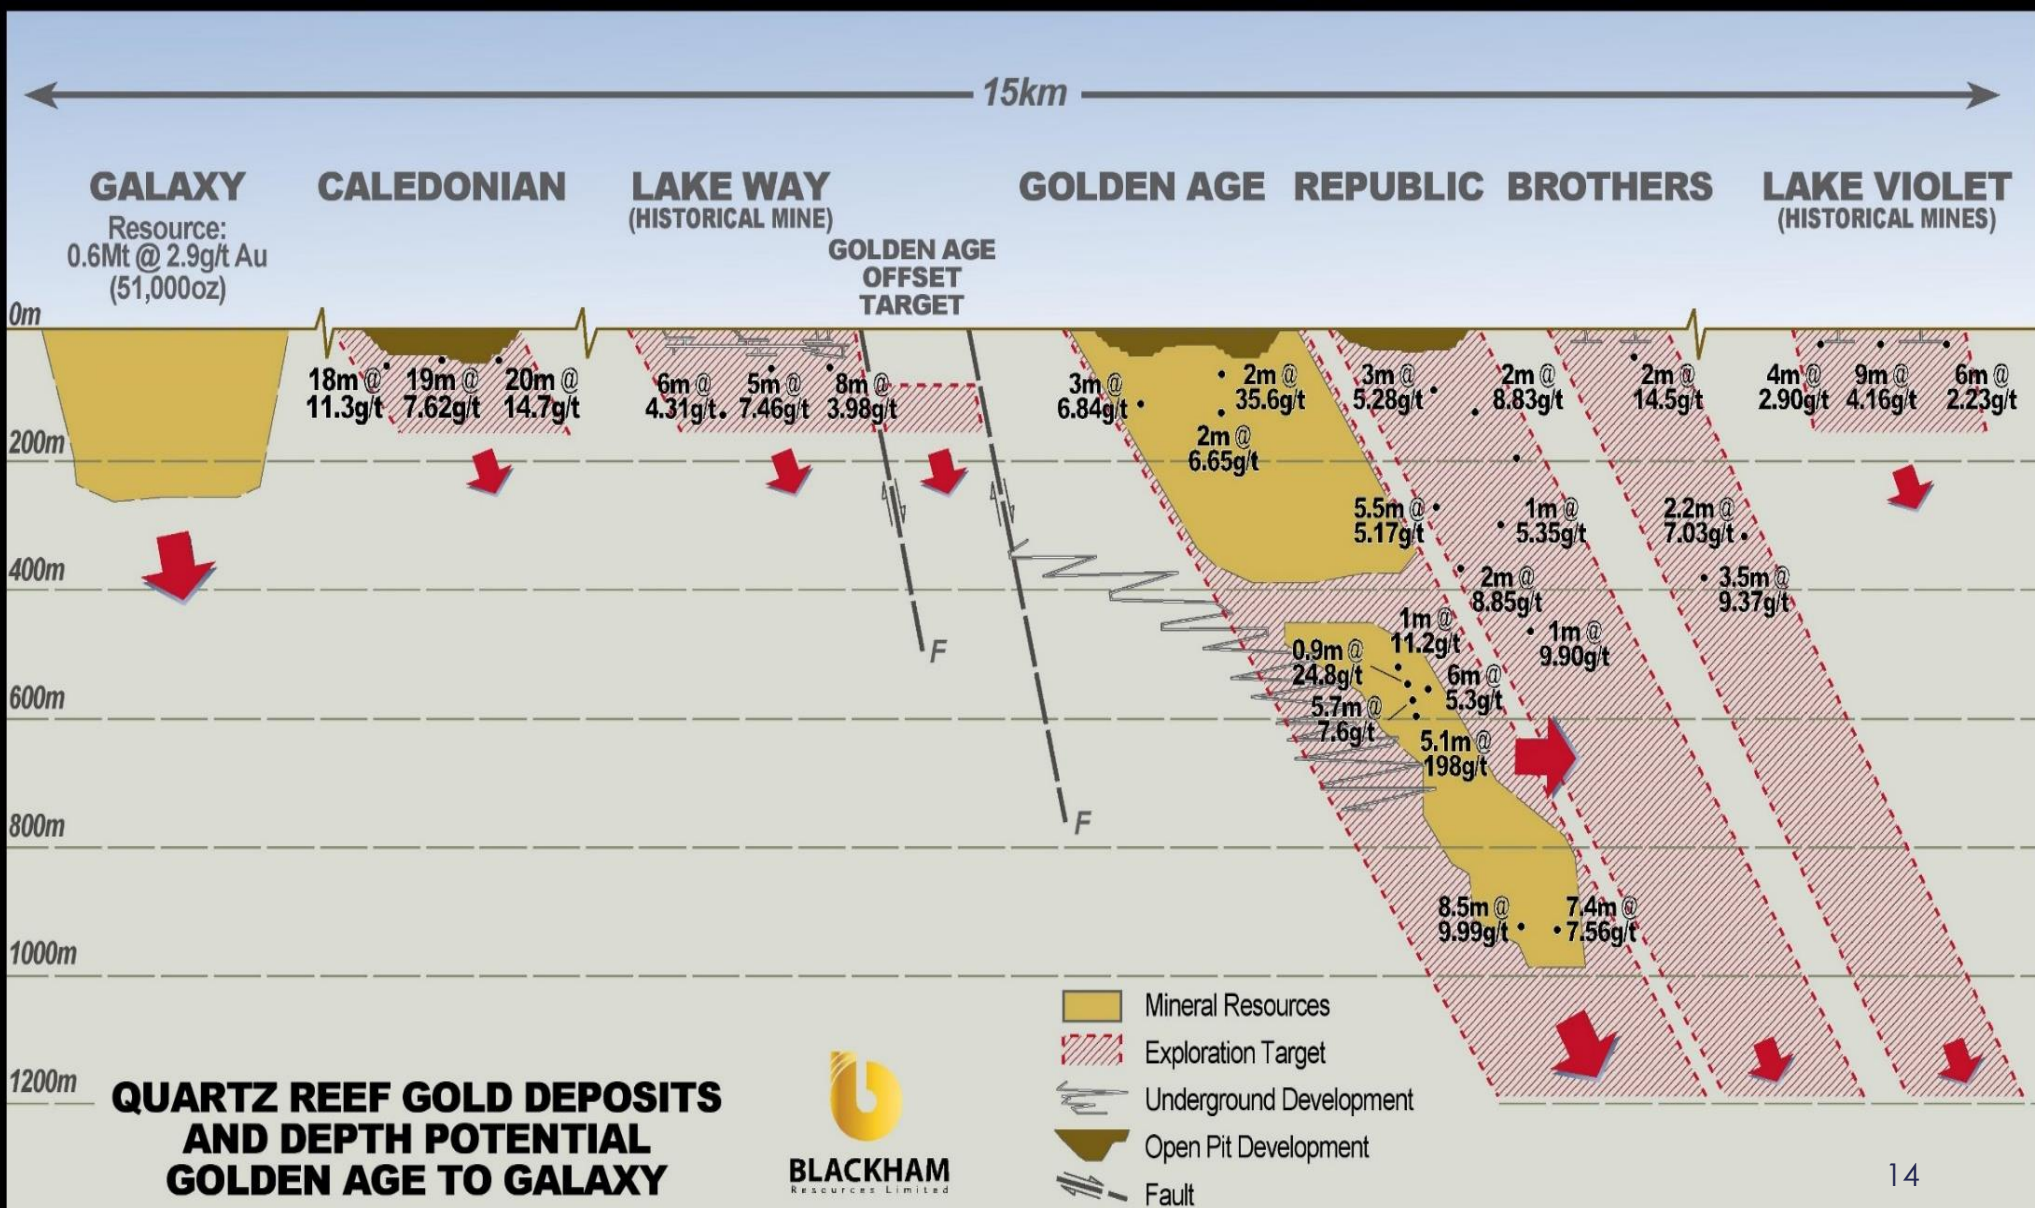 15km
GALAXY
Resource:
0.6Mt @ 2.9g/t Au
(51,000oz)
CALEDONIAN
LAKE WAY
(HISTORICAL MINE)
GOLDEN AGE
OFFSET
TARGET
GOLDEN AGE
REPUBLIC
BROTHERS
LAKE VIOLET
(HISTORICAL MINES)
0m
18m @
11.3g/t
19m @
7.62g/t
20m @
14.7g/t
6m @
4.31g/t
5m @
7.46g/t
8m @
3.98g/t
3m @
6.84g/t
2m @
35.6g/t
2m @
6.65g/t
3m @
5.28g/t
2m @
8.83g/t
2m @
14.5g/t
4m @
2.90g/t
9m @
4.16g/t
6m @
2.23g/t
200m
5.5m @
5.17g/t
1m @
5.35g/t
2.2m @
7.03g/t
400m
2m @
8.85g/t
3.5m @
9.37g/t
1m @
11.2g/t
1m @
9.90g/t
0.9m @
24.8g/t
6m @
5.3g/t
F
600m
5.7m @
7.6g/t
5.1m @
198g/t
800m
F
8.5m @
9.99g/t
7.4m @
7.56g/t
1000m
1200m
QUARTZ REEF GOLD DEPOSITS
AND DEPTH POTENTIAL
GOLDEN AGE TO GALAXY
BLACKHAM
Resources Limited
Mineral Resources
Exploration Target
Underground Development
Open Pit Development
Fault
14